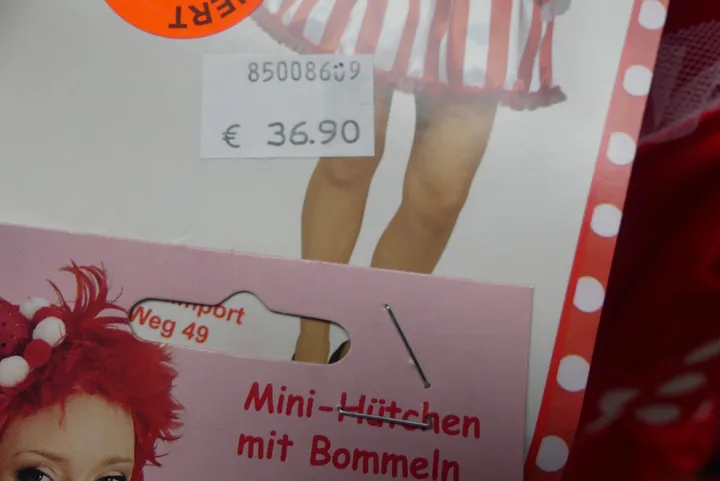 85008609
€ 36.90
Weg 49
Mini-Hütchen
mit Bommeln